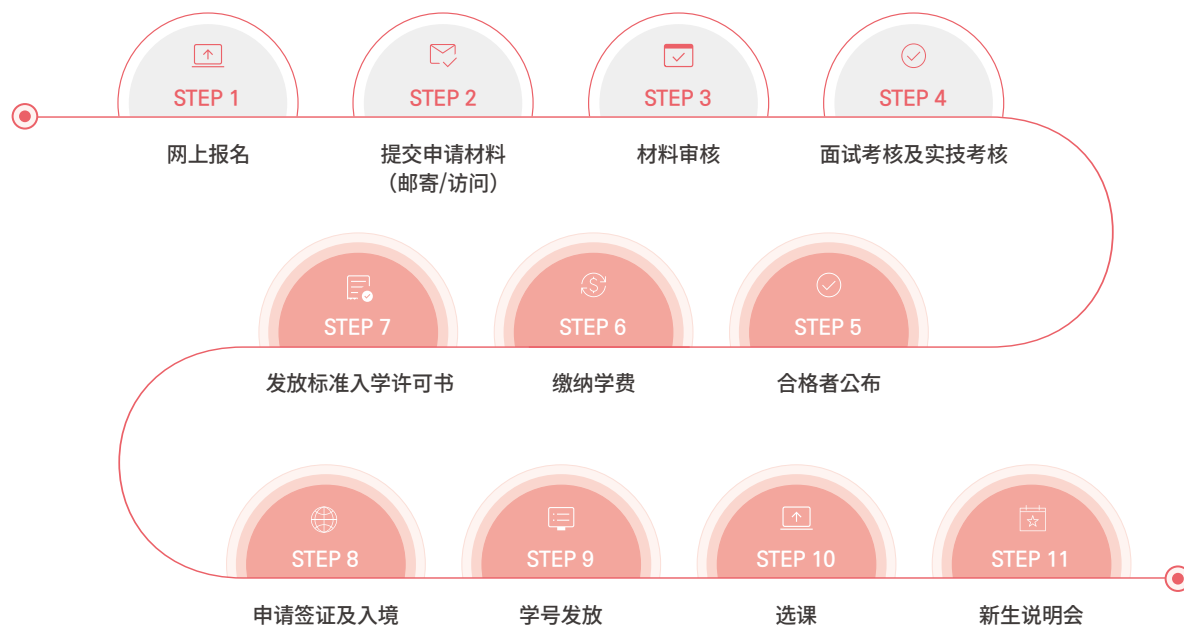 STEP 1
网上报名
STEP 2
提交申请材料
（邮寄/访问）
STEP 3
材料审核
STEP 4
面试考核及实技考核
STEP 5
合格者公布
STEP 6
缴纳学费
STEP 7
发放标准入学许可书
STEP 8
申请签证及入境
STEP 9
学号发放
STEP 10
选课
STEP 11
新生说明会